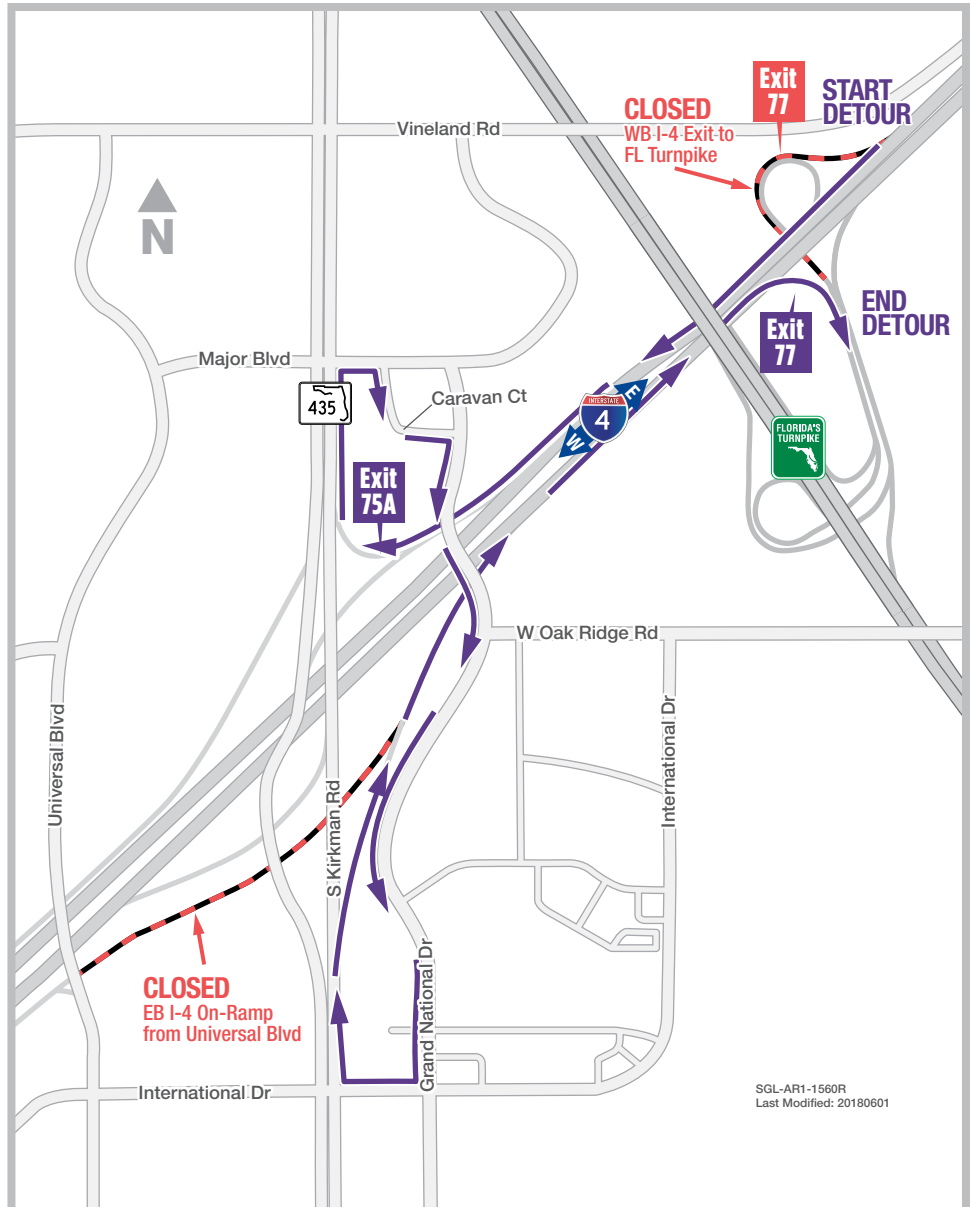 Exit
77
START
DETOUR
CLOSED
WB I-4 Exit to
FL Turnpike
Vineland Rd
N
END
DETOUR
Exit
77
Major Blvd
435
Caravan Ct
E
INTERSTATE
4
W
FLORIDA'S
TURNPIKE
Exit
75A
W Oak Ridge Rd
Universal Blvd
International Dr
S Kirkman Rd
CLOSED
EB I-4 On-Ramp
from Universal Blvd
Grand National Dr
International Dr
SGL-AR1-1560R
Last Modified: 20180601